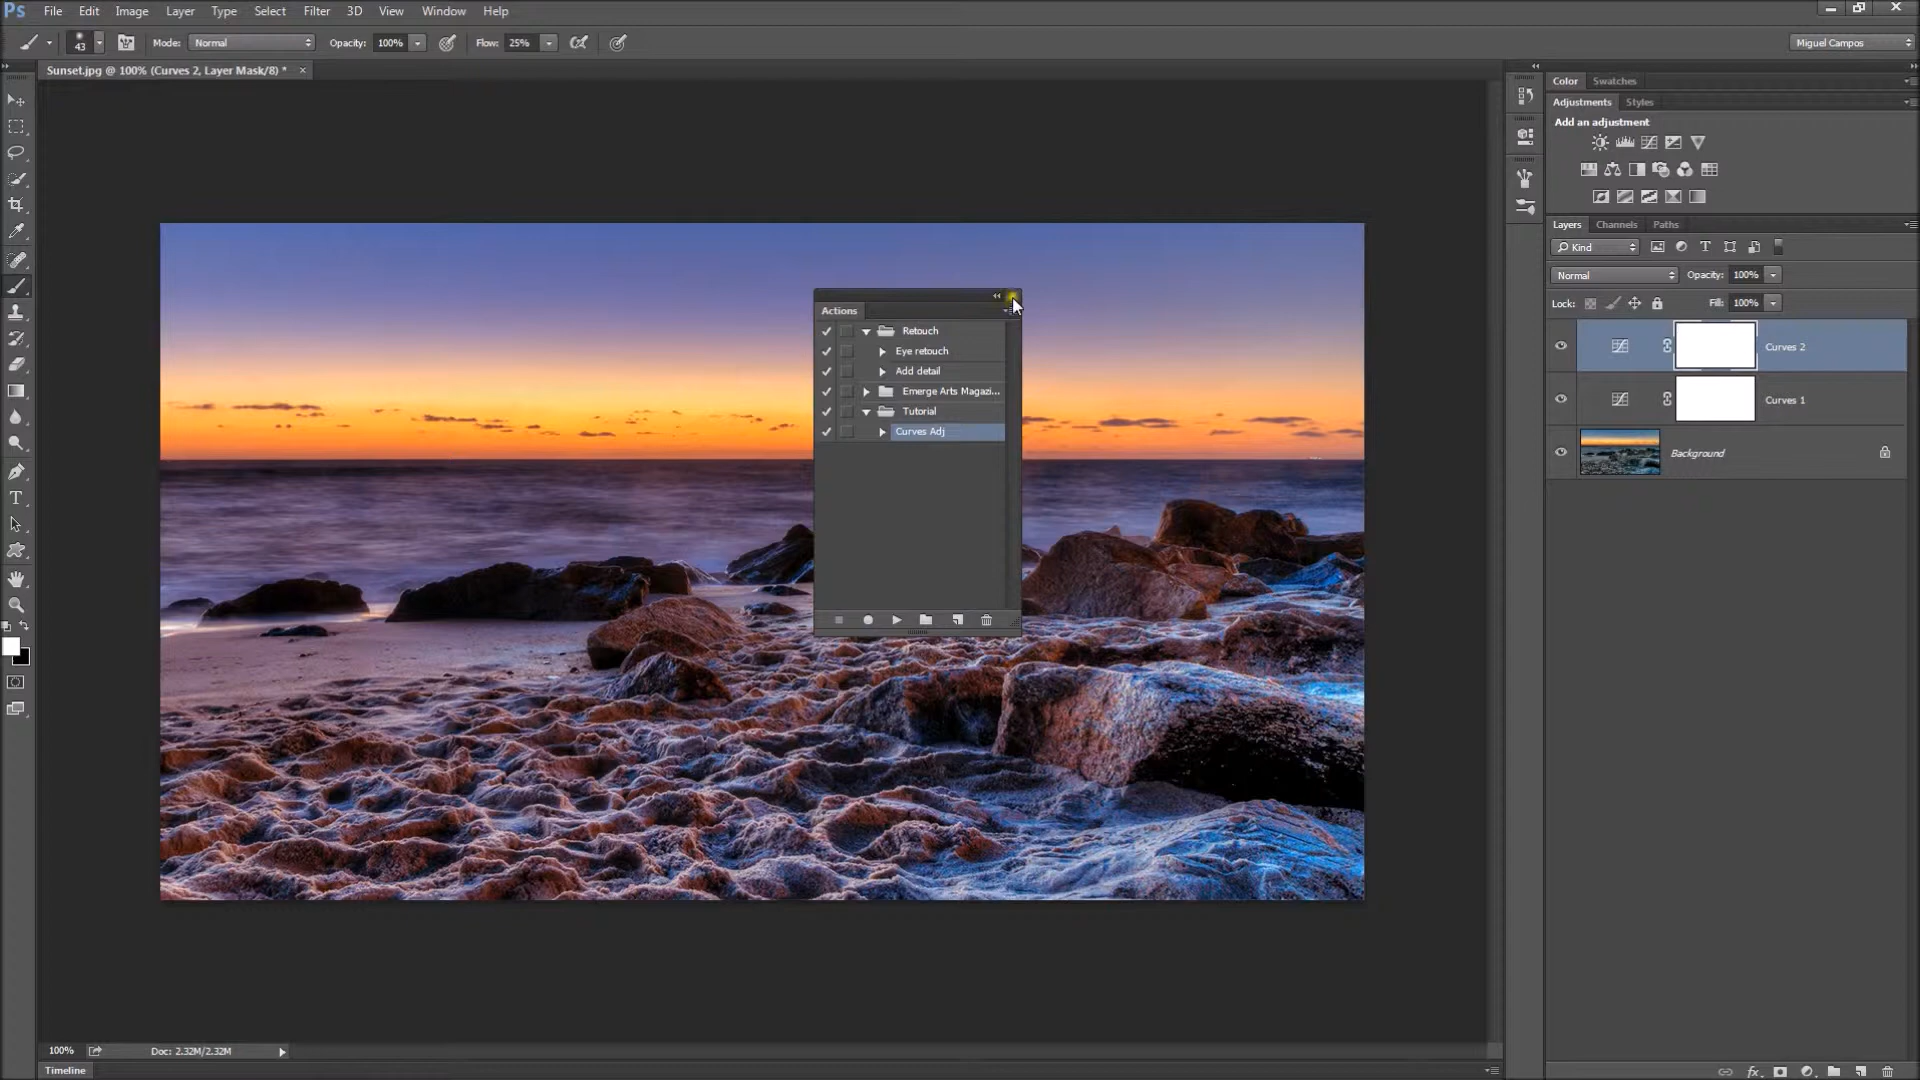 Ps File Edit Image Layer Type Select Filter 3D View Window Help
43 Mode: Normal Opacity: 100% Flow: 25% Miguel Campos
Sunset.jpg @ 100% (Curves 2, Layer Mask/8) * ×
Color Swatches
Adjustments Styles
Add an adjustment
Layers Channels Paths
Kind
Normal Opacity: 100%
Lock: Fill: 100%
Curves 2
Curves 1
Background
Actions
Retouch
Eye retouch
Add detail
Emerge Arts Magazi...
Tutorial
Curves Adj
100% Doc: 2.32M/2.32M
Timeline
fx